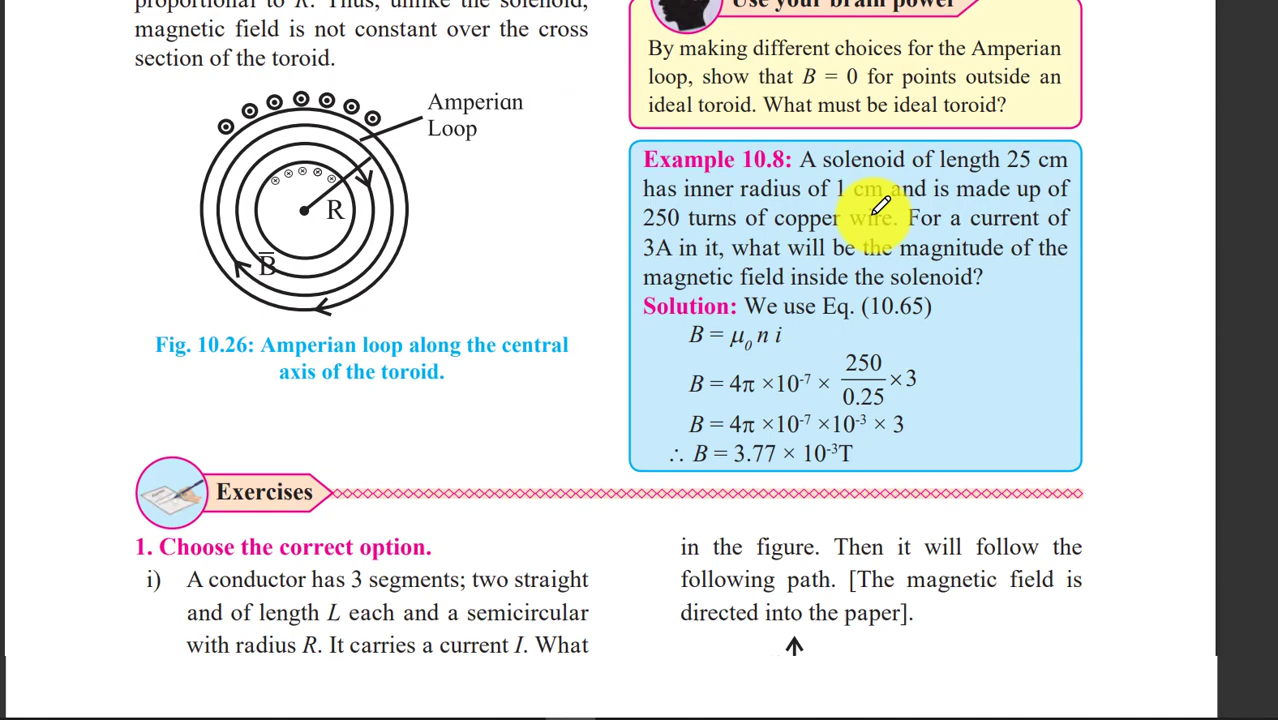 proportional to R. Thus, unlike the solenoid,
magnetic field is not constant over the cross
section of the toroid.
Amperian
Loop
R
B̅
Fig. 10.26: Amperian loop along the central
axis of the toroid.
Use your brain power
By making different choices for the Amperian
loop, show that B = 0 for points outside an
ideal toroid. What must be ideal toroid?
Example 10.8: A solenoid of length 25 cm
has inner radius of 1 cm and is made up of
250 turns of copper wire. For a current of
3A in it, what will be the magnitude of the
magnetic field inside the solenoid?
Solution: We use Eq. (10.65)
B = μ₀ n i
B = 4π ×10⁻⁷ × 250/0.25 ×3
B = 4π ×10⁻⁷ ×10⁻³ × 3
∴ B = 3.77 × 10⁻³T
Exercises
1. Choose the correct option.
i) A conductor has 3 segments; two straight
and of length L each and a semicircular
with radius R. It carries a current I. What
in the figure. Then it will follow the
following path. [The magnetic field is
directed into the paper].